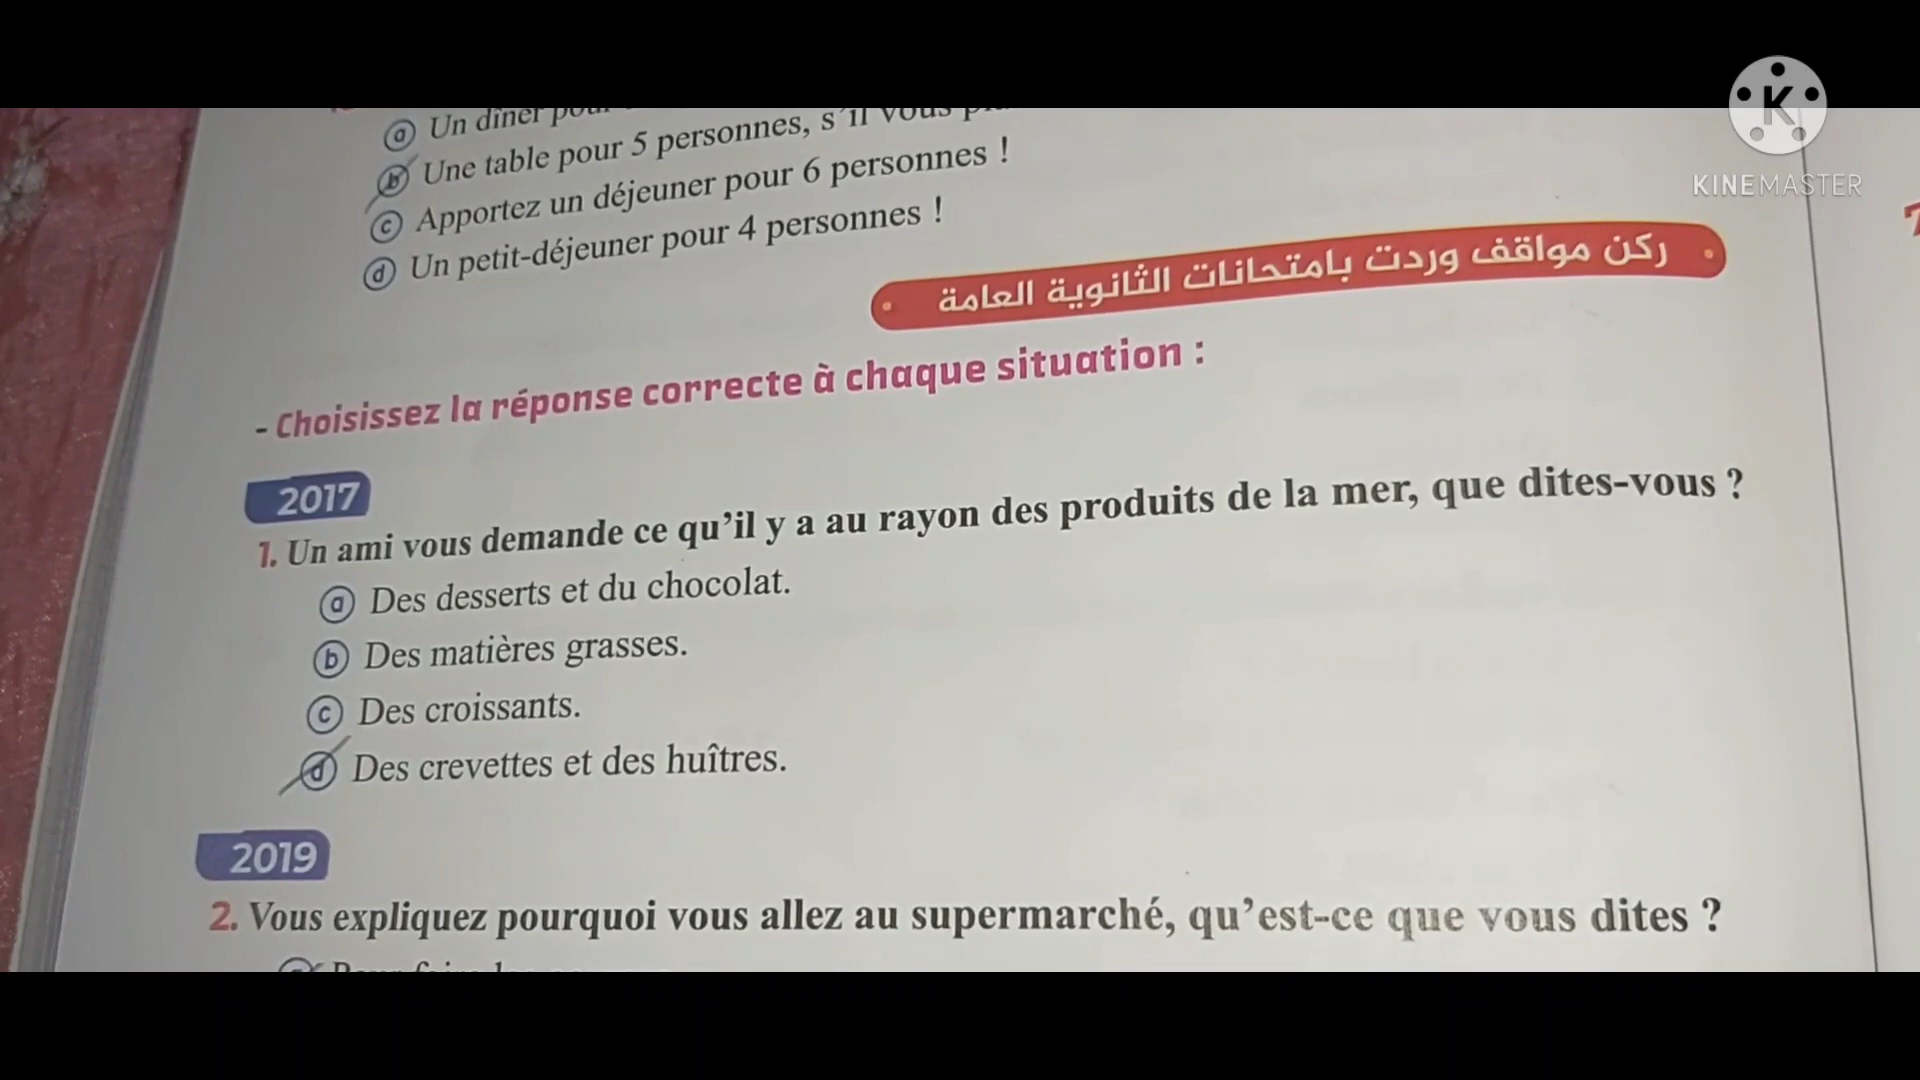 ⓐ Un dîner
ⓑ Une table pour 5 personnes, s'il vous
ⓒ Apportez un déjeuner pour 6 personnes !
ⓓ Un petit-déjeuner pour 4 personnes !
ركن مواقف وردت بامتحانات الثانوية العامة
- Choisissez la réponse correcte à chaque situation :
2017
1. Un ami vous demande ce qu'il y a au rayon des produits de la mer, que dites-vous ?
ⓐ Des desserts et du chocolat.
ⓑ Des matières grasses.
ⓒ Des croissants.
ⓓ Des crevettes et des huîtres.
2019
2. Vous expliquez pourquoi vous allez au supermarché, qu'est-ce que vous dites ?
K
KINEMASTER